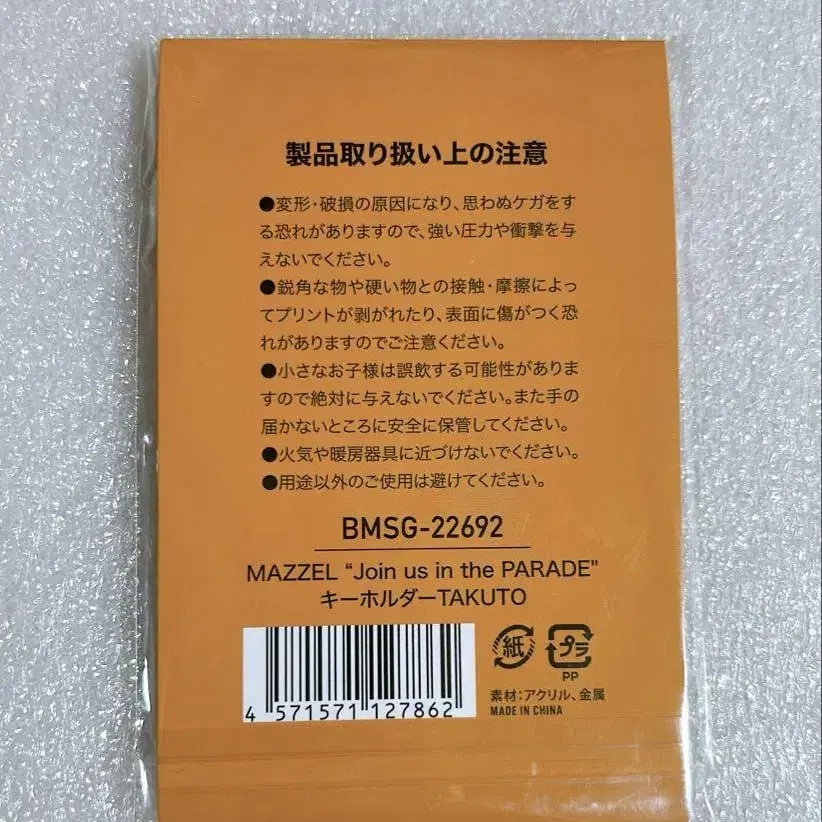 製品取り扱い上の注意
●変形・破損の原因になり、思わぬケガをす
る恐れがありますので、強い圧力や衝撃を与
えないでください。
●鋭角な物や硬い物との接触・摩擦によっ
てプリントが剥がれたり、表面に傷がつく恐
れがありますのでご注意ください。
●小さなお子様は誤飲する可能性がありま
すので絶対に与えないでください。また手の
届かないところに安全に保管してください。
●火気や暖房器具に近づけないでください。
●用途以外のご使用は避けてください。
BMSG-22692
MAZZEL “Join us in the PARADE"
キーホルダーTAKUTO
紙 プラ
PP
素材：アクリル、金属
MADE IN CHINA
4 571571 127862